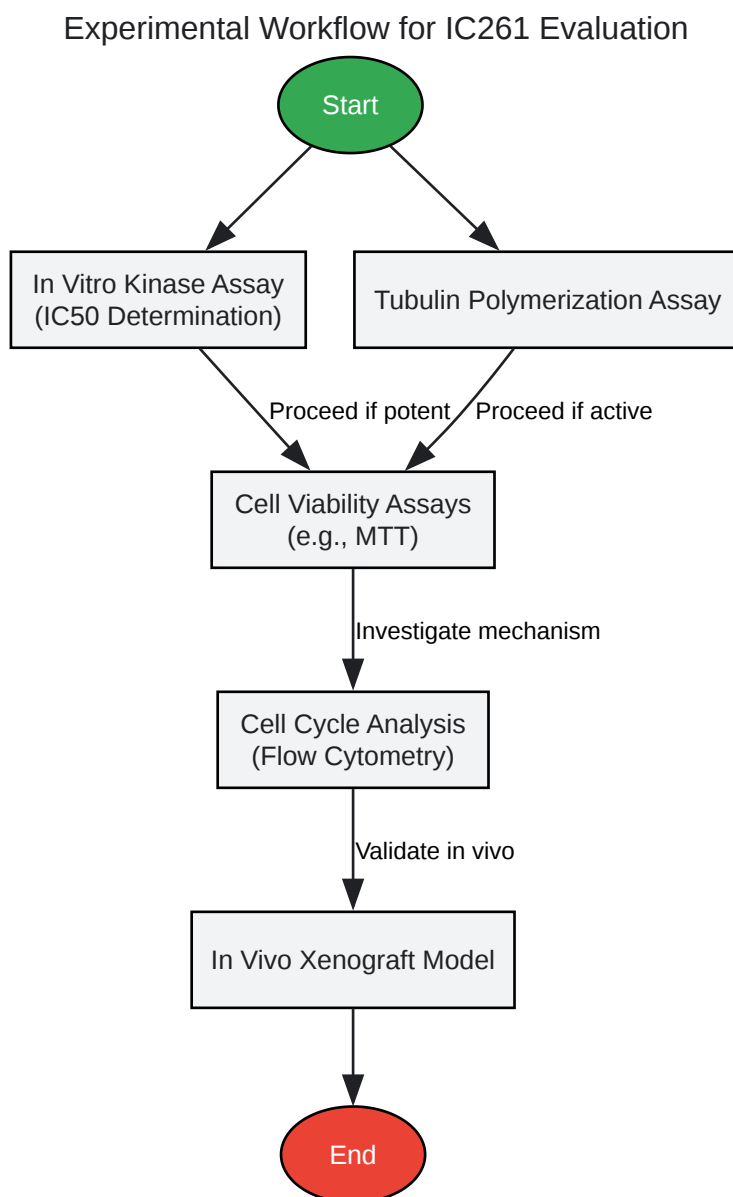 Experimental Workflow for IC261 Evaluation
Start
In Vitro Kinase Assay
(IC50 Determination)
Tubulin Polymerization Assay
Proceed if potent
Proceed if active
Cell Viability Assays
(e.g., MTT)
Investigate mechanism
Cell Cycle Analysis
(Flow Cytometry)
Validate in vivo
In Vivo Xenograft Model
End